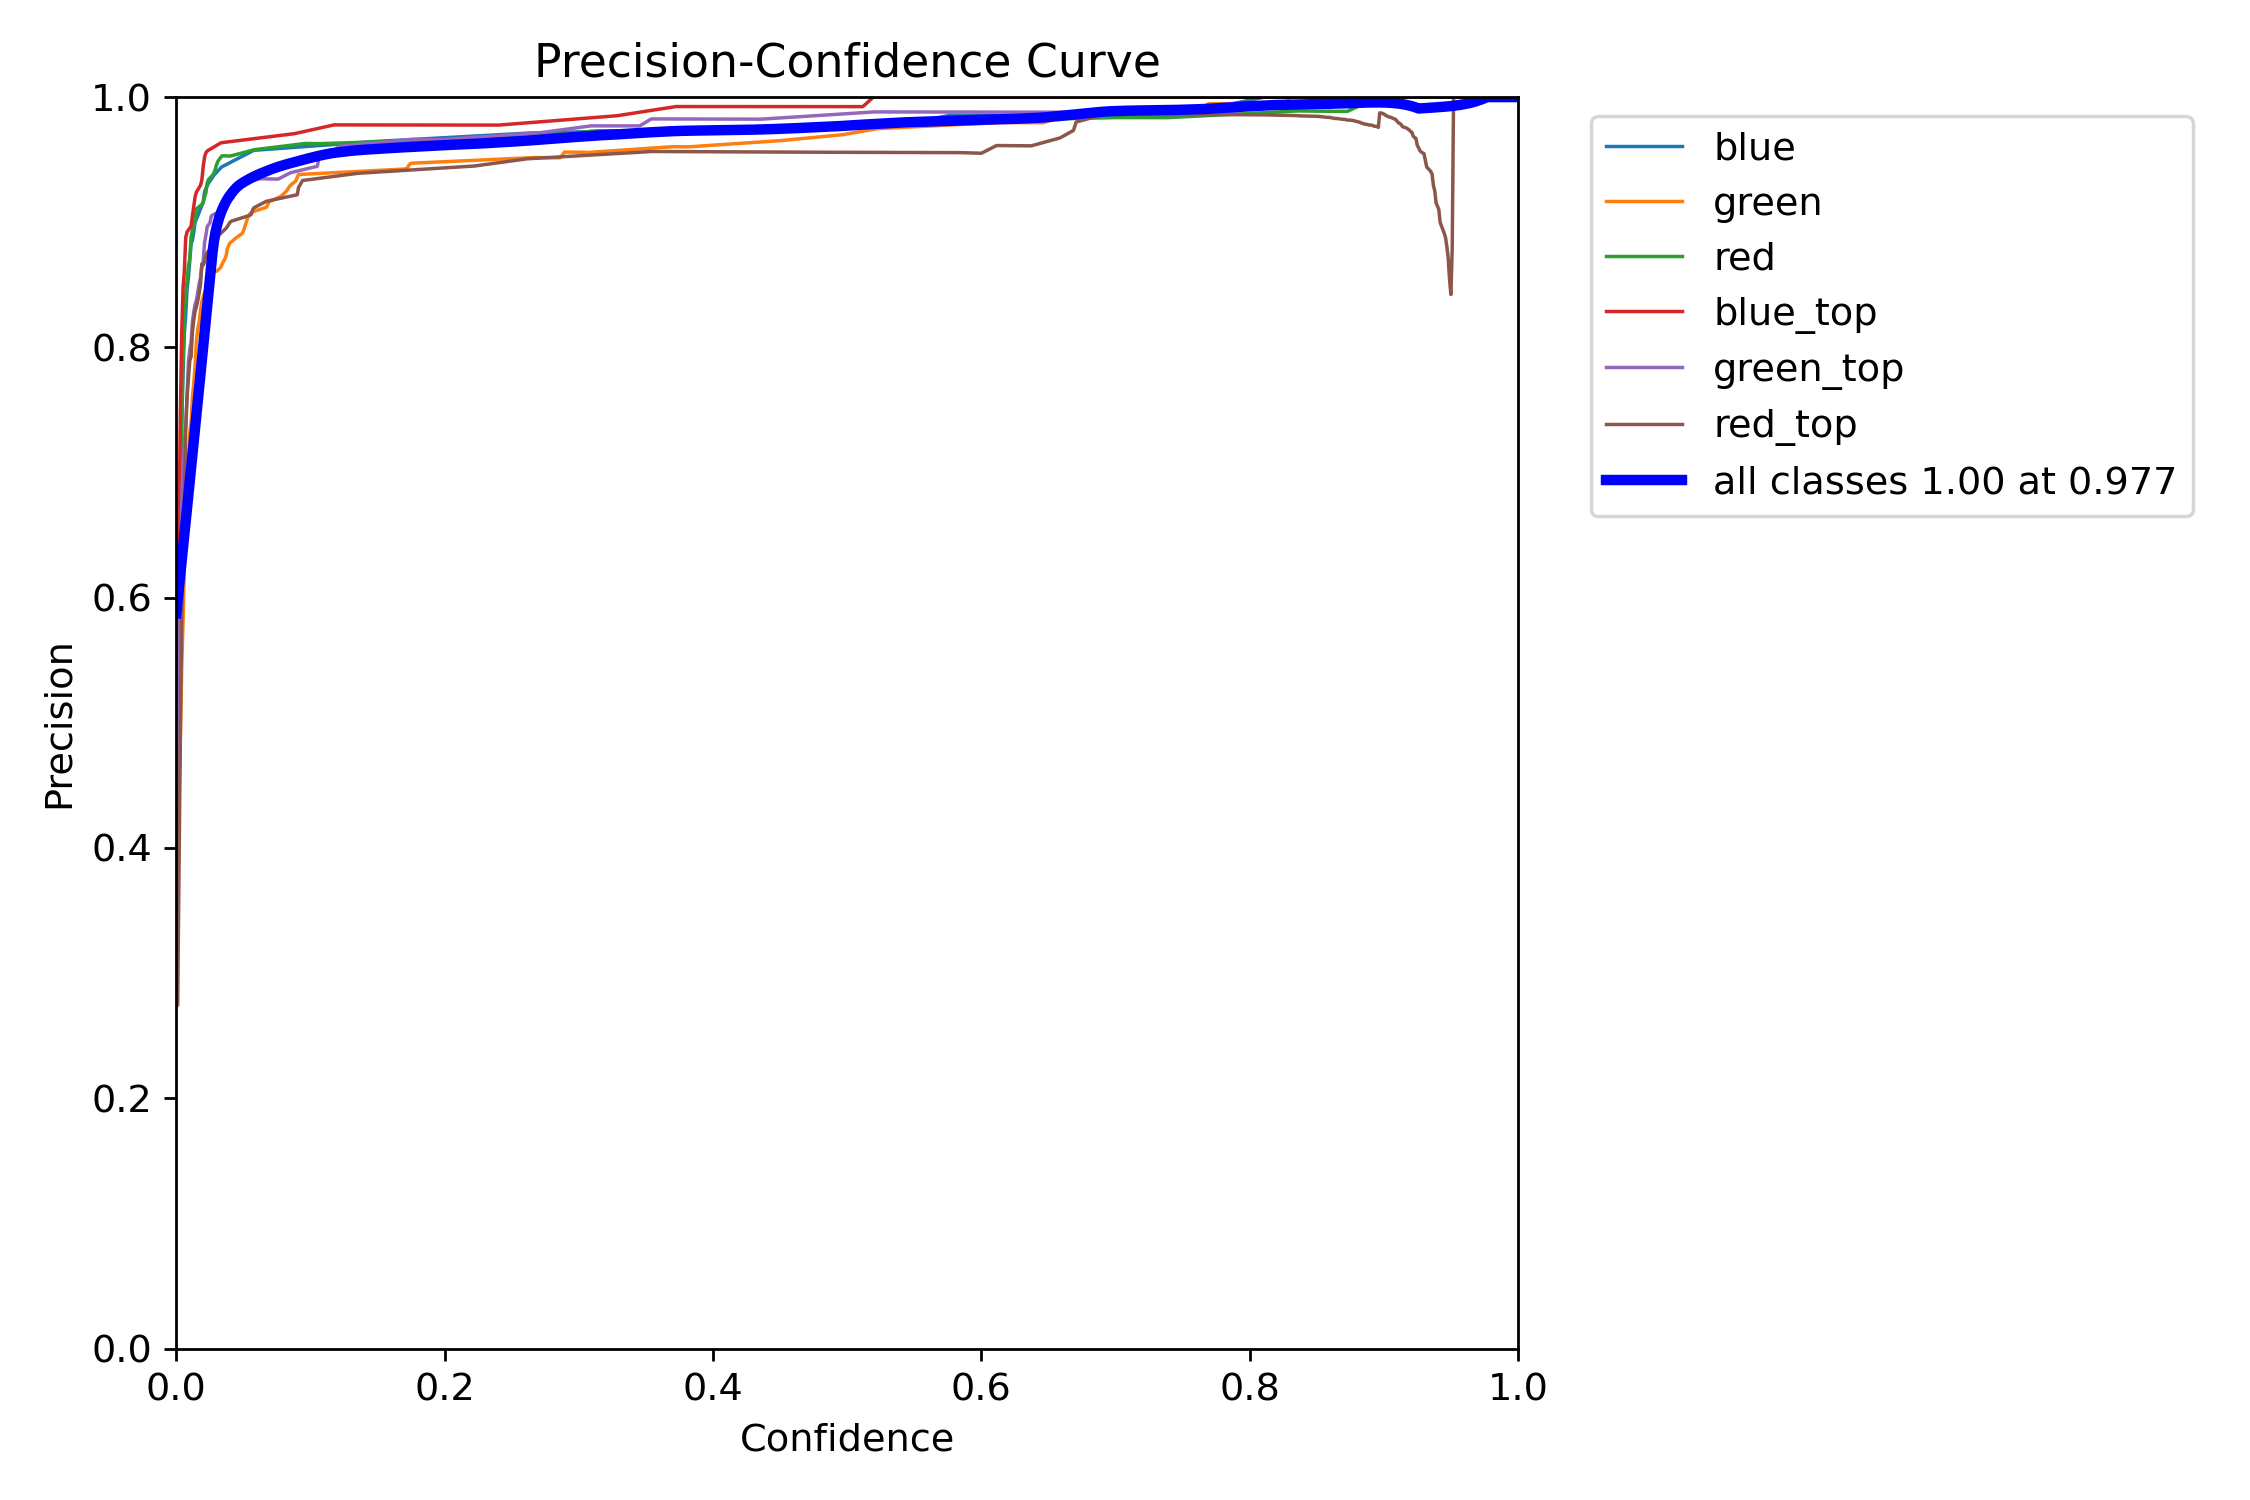 Precision-Confidence Curve
1.0
0.8
0.6
0.4
0.2
0.0
Precision
0.0 0.2 0.4 0.6 0.8 1.0
Confidence
blue
green
red
blue_top
green_top
red_top
all classes 1.00 at 0.977